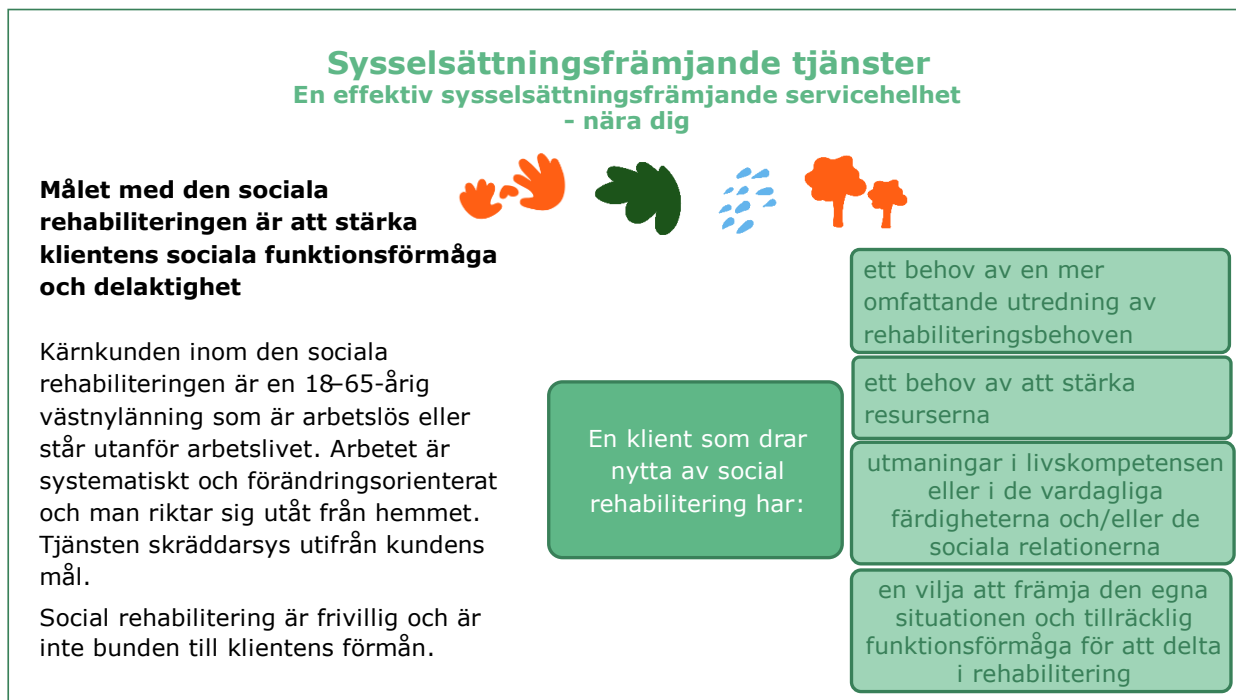 Sysselsättningsfrämjande tjänster
En effektiv sysselsättningsfrämjande servicehelhet
- nära dig
Målet med den sociala
rehabiliteringen är att stärka
klientens sociala funktionsförmåga
och delaktighet
Kärnkunden inom den sociala
rehabiliteringen är en 18–65-årig
västnylänning som är arbetslös eller
står utanför arbetslivet. Arbetet är
systematiskt och förändringsorienterat
och man riktar sig utåt från hemmet.
Tjänsten skräddarsys utifrån kundens
mål.
Social rehabilitering är frivillig och är
inte bunden till klientens förmån.
En klient som drar
nytta av social
rehabilitering har:
ett behov av en mer
omfattande utredning av
rehabiliteringsbehoven
ett behov av att stärka
resurserna
utmaningar i livskompetensen
eller i de vardagliga
färdigheterna och/eller de
sociala relationerna
en vilja att främja den egna
situationen och tillräcklig
funktionsförmåga för att delta
i rehabilitering